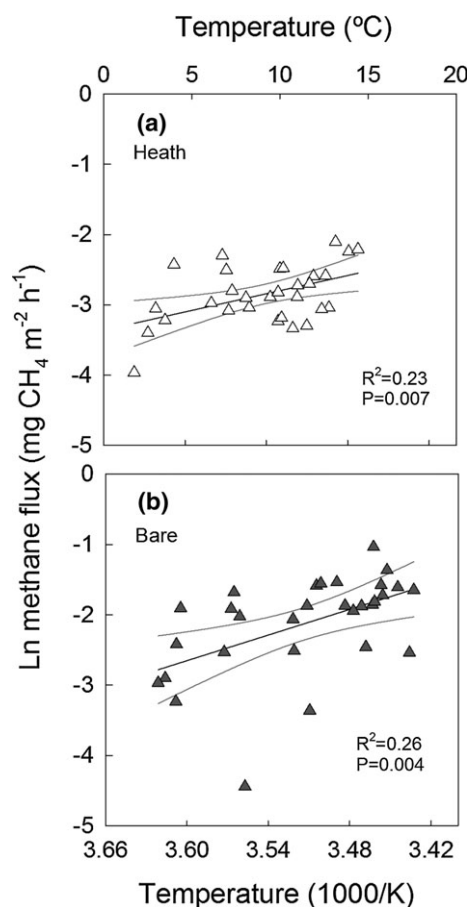 Temperature (ºC)
0 5 10 15 20
0
(a)
Heath
-1
-2
-3
-4
R²=0.23
P=0.007
-5
Ln methane flux (mg CH₄ m⁻² h⁻¹)
0
(b)
Bare
-1
-2
-3
-4
R²=0.26
P=0.004
-5
3.66 3.60 3.54 3.48 3.42
Temperature (1000/K)